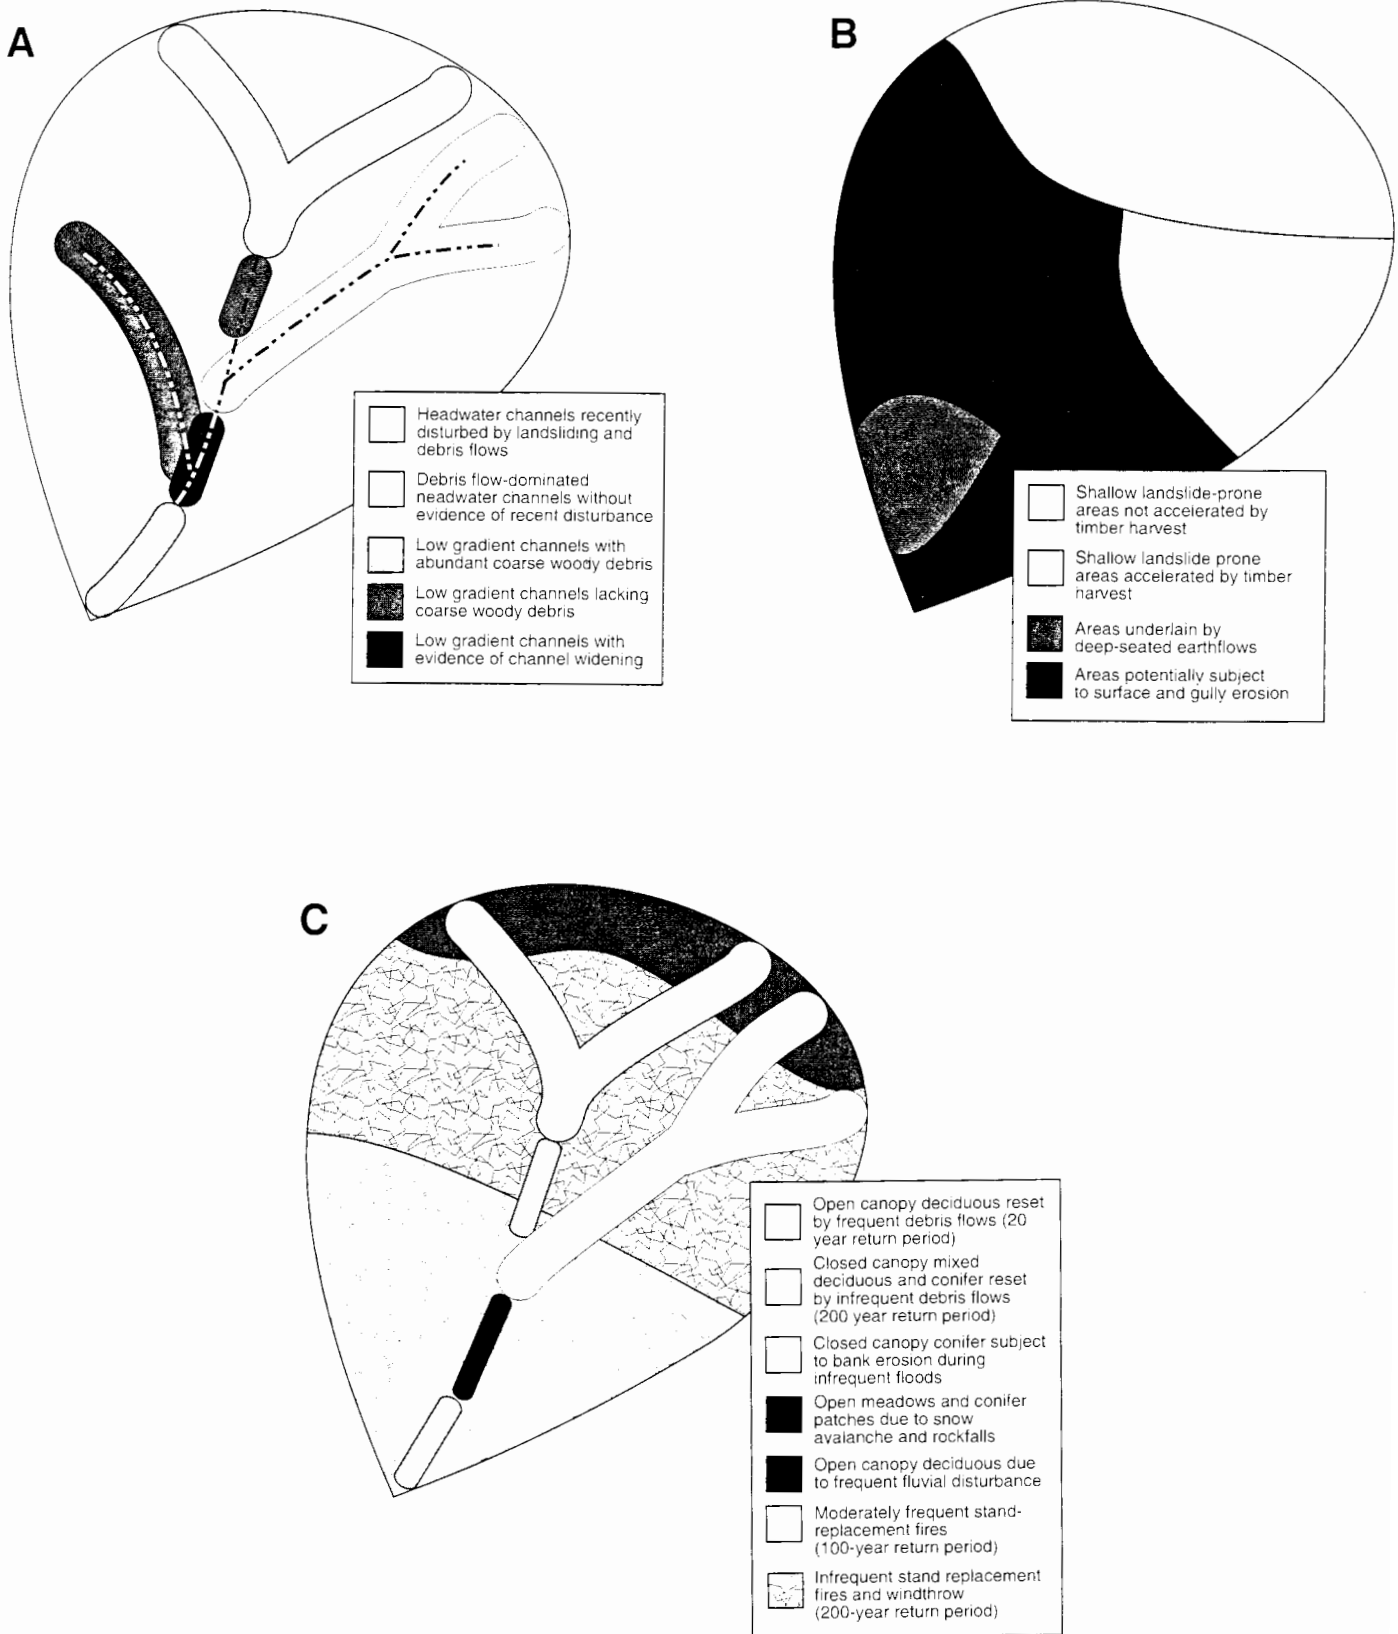 A
Headwater channels recently
disturbed by landsliding and
debris flows
Debris flow-dominated
neadwater channels without
evidence of recent disturbance
Low gradient channels with
abundant coarse woody debris
Low gradient channels lacking
coarse woody debris
Low gradient channels with
evidence of channel widening
B
Shallow landslide-prone
areas not accelerated by
timber harvest
Shallow landslide prone
areas accelerated by timber
harvest
Areas underlain by
deep-seated earthflows
Areas potentially subject
to surface and gully erosion
C
Open canopy deciduous reset
by frequent debris flows (20
year return period)
Closed canopy mixed
deciduous and conifer reset
by infrequent debris flows
(200 year return period)
Closed canopy conifer subject
to bank erosion during
infrequent floods
Open meadows and conifer
patches due to snow
avalanche and rockfalls
Open canopy deciduous due
to frequent fluvial disturbance
Moderately frequent stand-
replacement fires
(100-year return period)
Infrequent stand replacement
fires and windthrow
(200-year return period)